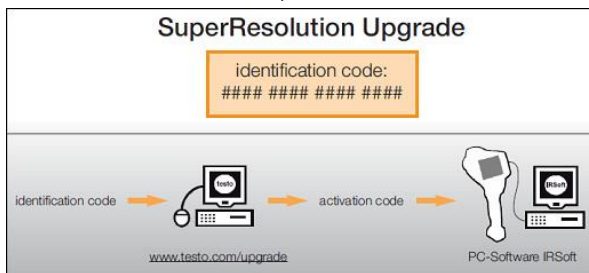 SuperResolution Upgrade
identification code:
#### #### #### ####
identification code
testo
activation code
IRSoft
www.testo.com/upgrade
PC-Software IRSoft